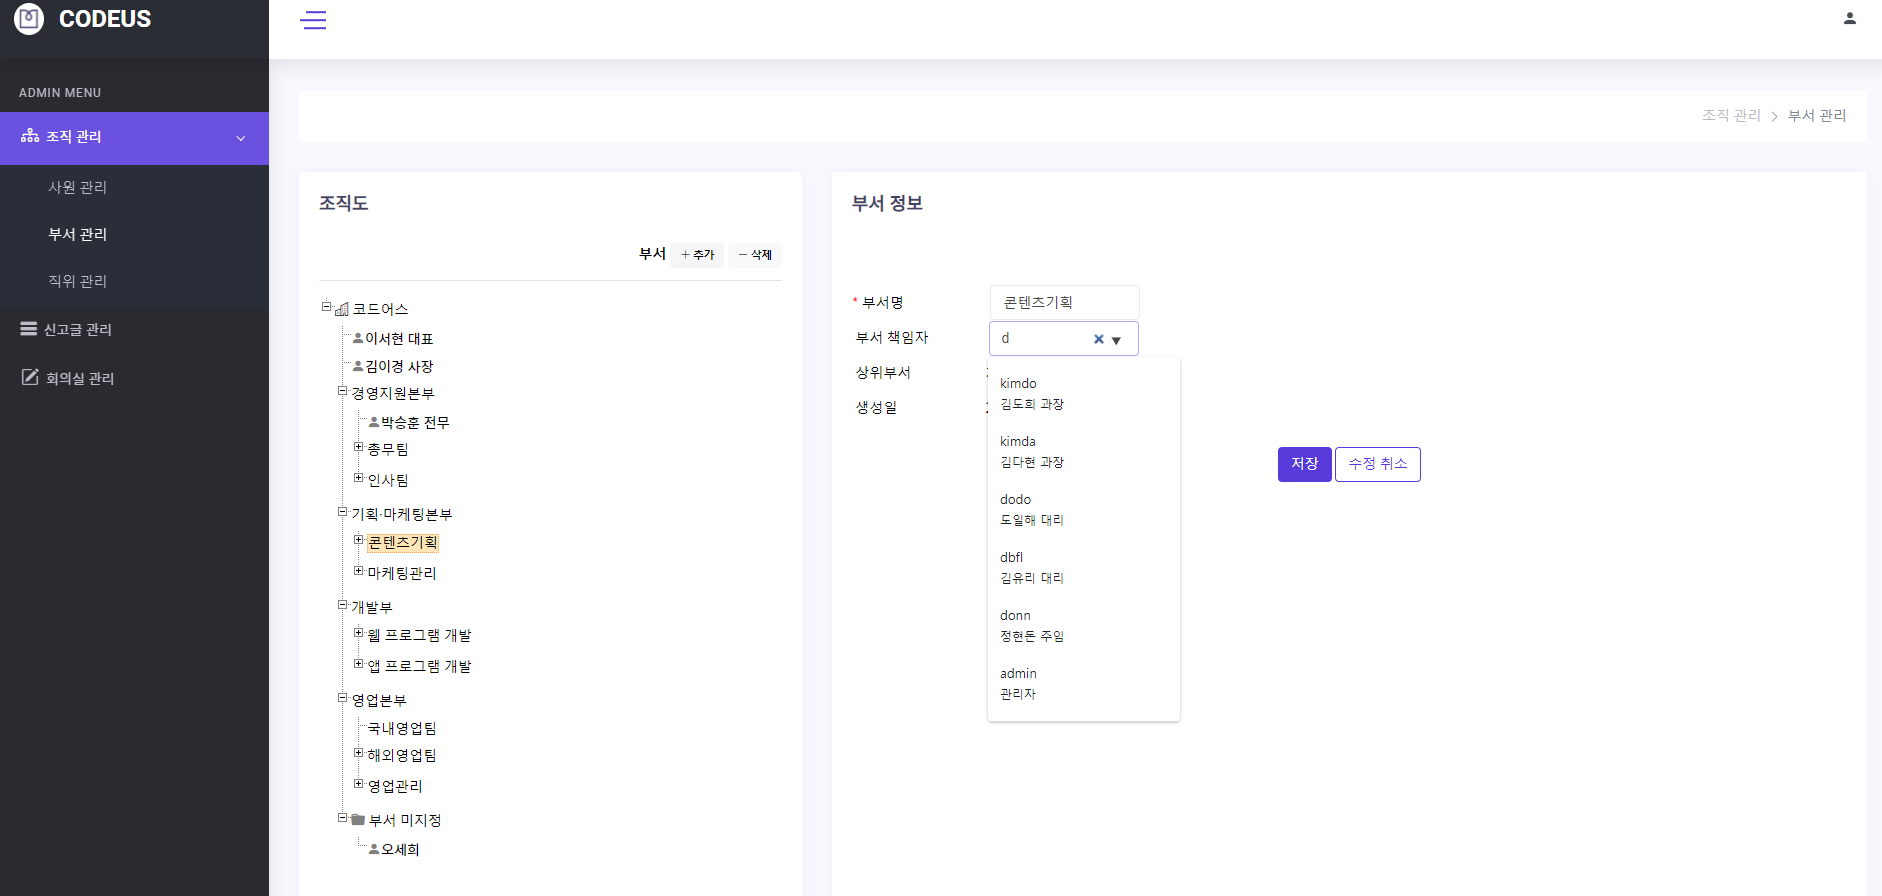 CODEUS
ADMIN MENU
조직 관리
사원 관리
부서 관리
직위 관리
신고글 관리
회의실 관리
조직 관리 > 부서 관리
조직도
부서 + 추가 − 삭제
코드어스
이서현 대표
김이경 사장
경영지원본부
박승훈 전무
총무팀
인사팀
기획·마케팅본부
콘텐츠기획
마케팅관리
개발부
웹 프로그램 개발
앱 프로그램 개발
영업본부
국내영업팀
해외영업팀
영업관리
부서 미지정
오세희
부서 정보
* 부서명 콘텐츠기획
부서 책임자 d
상위부서
생성일
kimdo
김도희 과장
kimda
김다현 과장
dodo
도일해 대리
dbfl
김유리 대리
donn
정현돈 주임
admin
관리자
저장 수정 취소